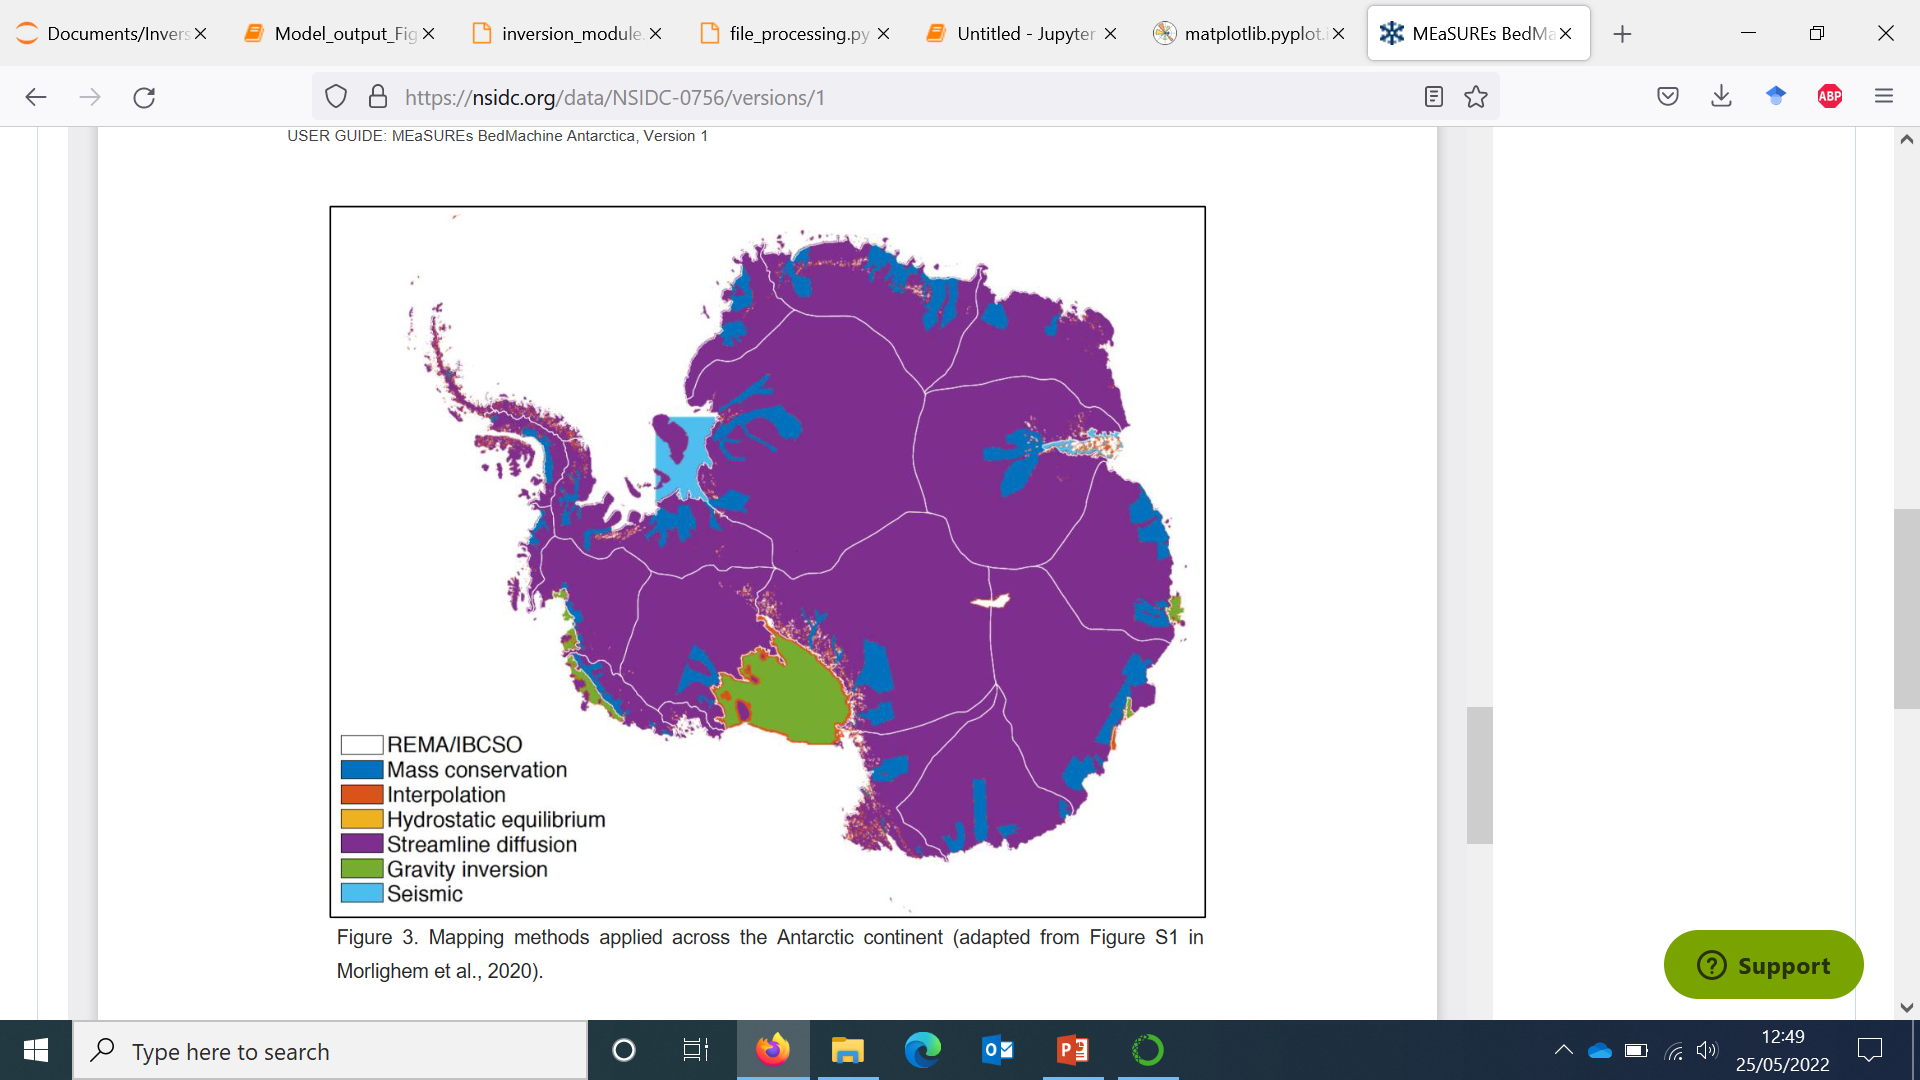 Documents/Invers
Model_output_Fig
inversion_module.
file_processing.py
Untitled - Jupyter
matplotlib.pyplot.i
MEaSUREs BedMa
https://nsidc.org/data/NSIDC-0756/versions/1
ABP
USER GUIDE: MEaSUREs BedMachine Antarctica, Version 1
REMA/IBCSO
Mass conservation
Interpolation
Hydrostatic equilibrium
Streamline diffusion
Gravity inversion
Seismic
Figure 3. Mapping methods applied across the Antarctic continent (adapted from Figure S1 in
Morlighem et al., 2020).
? Support
Type here to search
12:49
25/05/2022